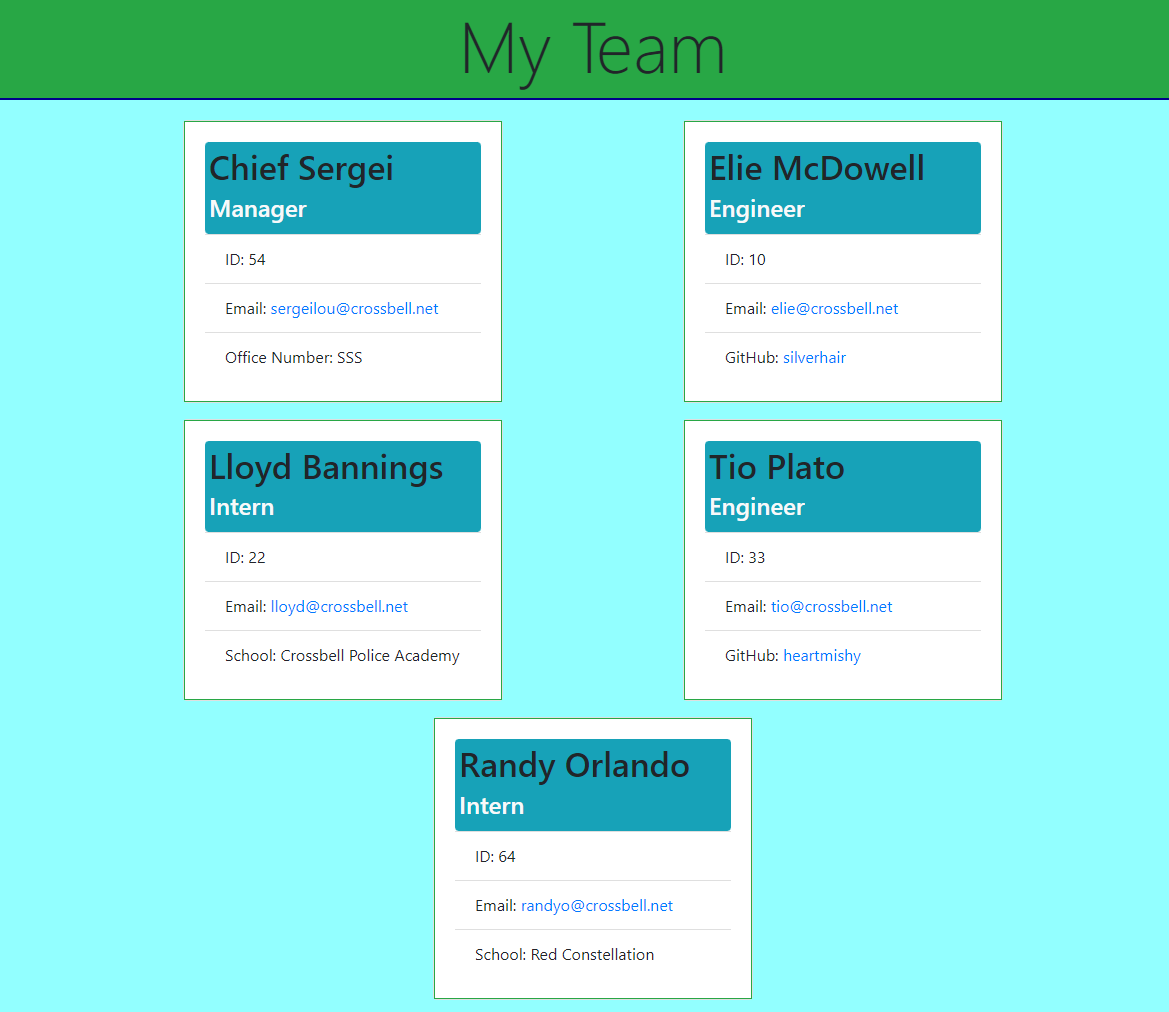 My Team
Chief Sergei
Manager
ID: 54
Email: sergeilou@crossbell.net
Office Number: SSS
Elie McDowell
Engineer
ID: 10
Email: elie@crossbell.net
GitHub: silverhair
Lloyd Bannings
Intern
ID: 22
Email: lloyd@crossbell.net
School: Crossbell Police Academy
Tio Plato
Engineer
ID: 33
Email: tio@crossbell.net
GitHub: heartmishy
Randy Orlando
Intern
ID: 64
Email: randyo@crossbell.net
School: Red Constellation